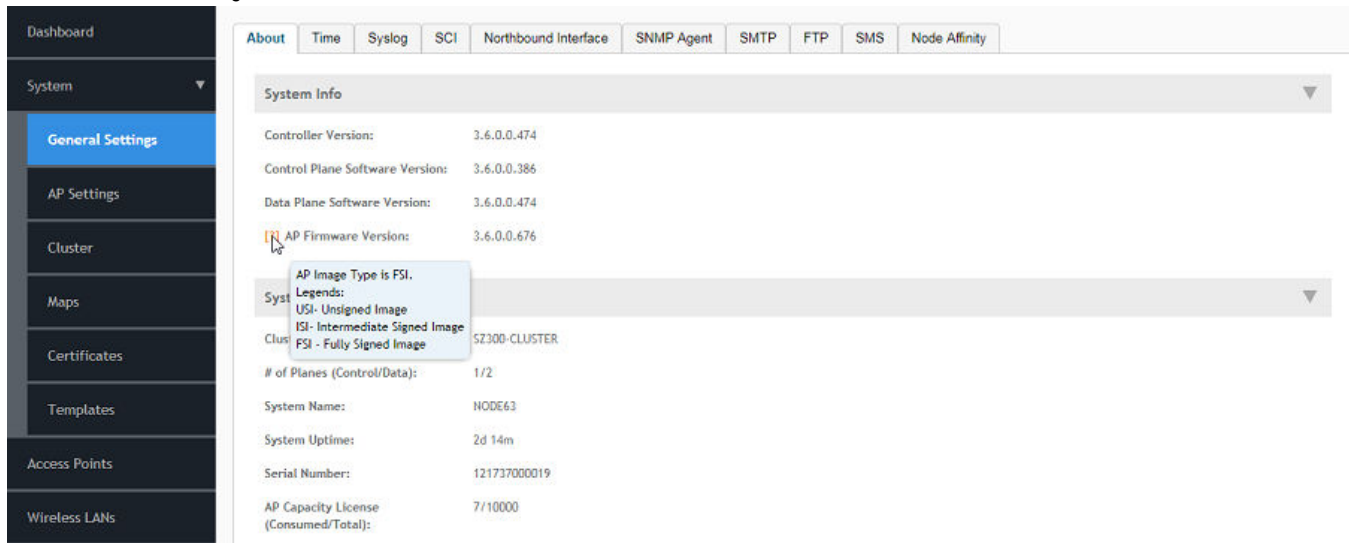 Dashboard
System
General Settings
AP Settings
Cluster
Maps
Certificates
Templates
Access Points
Wireless LANs
About Time Syslog SCI Northbound Interface SNMP Agent SMTP FTP SMS Node Affinity
System Info
Controller Version: 3.6.0.0.474
Control Plane Software Version: 3.6.0.0.386
Data Plane Software Version: 3.6.0.0.474
[?] AP Firmware Version: 3.6.0.0.676
AP Image Type is FSI.
Legends:
USI- Unsigned Image
ISI- Intermediate Signed Image
FSI - Fully Signed Image
Syst
Clus SZ300-CLUSTER
# of Planes (Control/Data): 1/2
System Name: NODE63
System Uptime: 2d 14m
Serial Number: 121737000019
AP Capacity License 7/10000
(Consumed/Total):